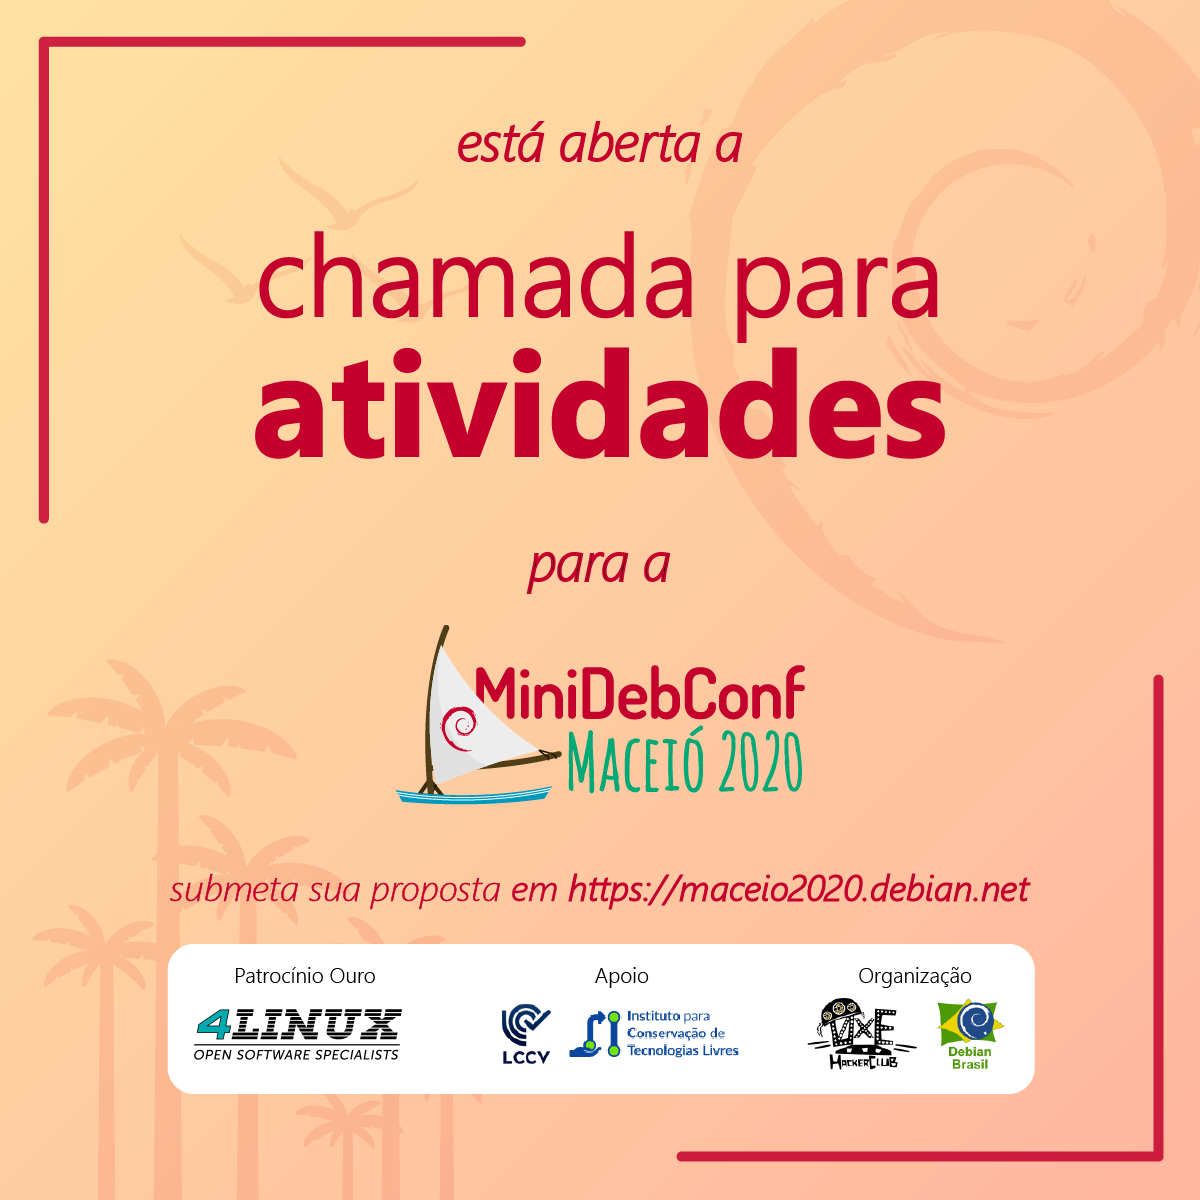 está aberta a
chamada para
atividades
para a
MiniDebConf
Maceió 2020
submeta sua proposta em https://maceio2020.debian.net
Patrocínio Ouro
4LINUX
OPEN SOFTWARE SPECIALISTS
Apoio
LCCV
Instituto para
Conservação de
Tecnologias Livres
Organização
VIXE
HACKERCLUB
Debian
Brasil